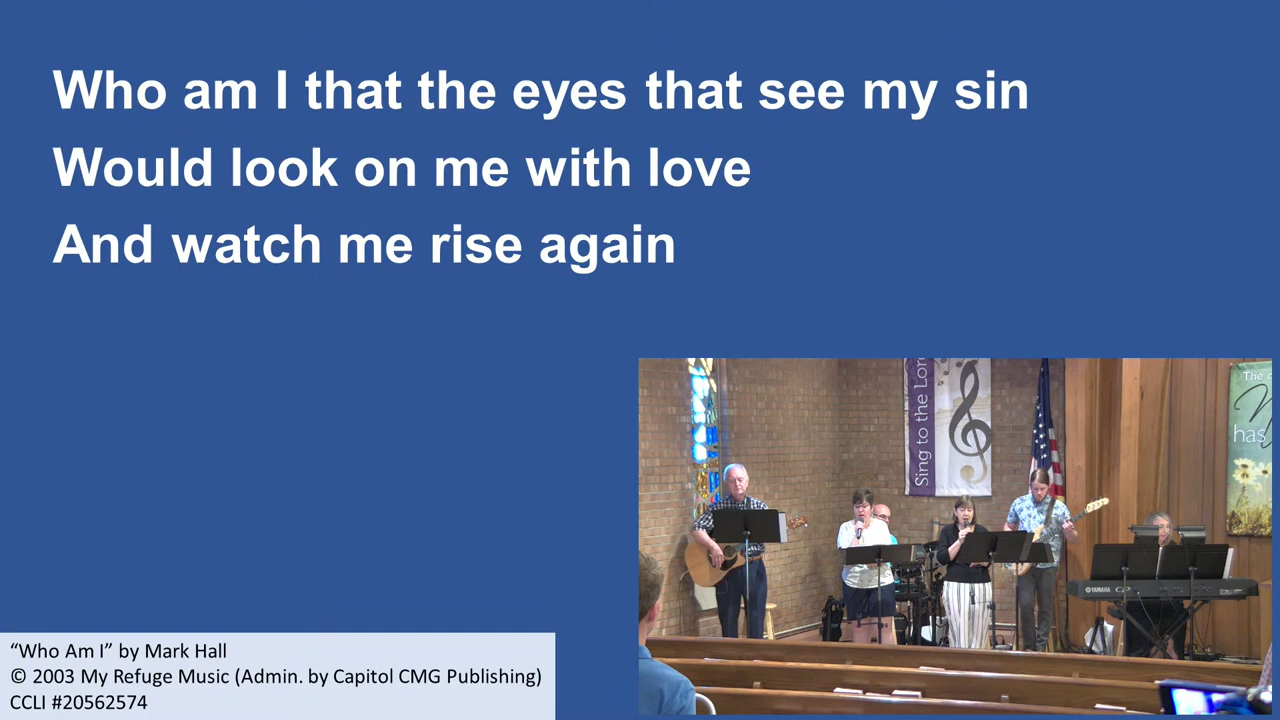 Who am I that the eyes that see my sin
Would look on me with love
And watch me rise again
Sing to the Lord
The
has
YAMAHA
“Who Am I” by Mark Hall
© 2003 My Refuge Music (Admin. by Capitol CMG Publishing)
CCLI #20562574